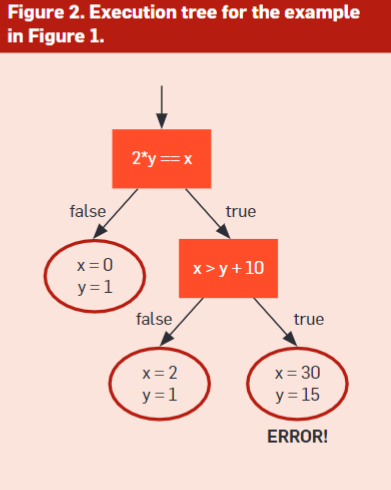 Figure 2. Execution tree for the example
in Figure 1.
2*y == x
false
true
x = 0
y = 1
x > y + 10
false
true
x = 2
y = 1
x = 30
y = 15
ERROR!